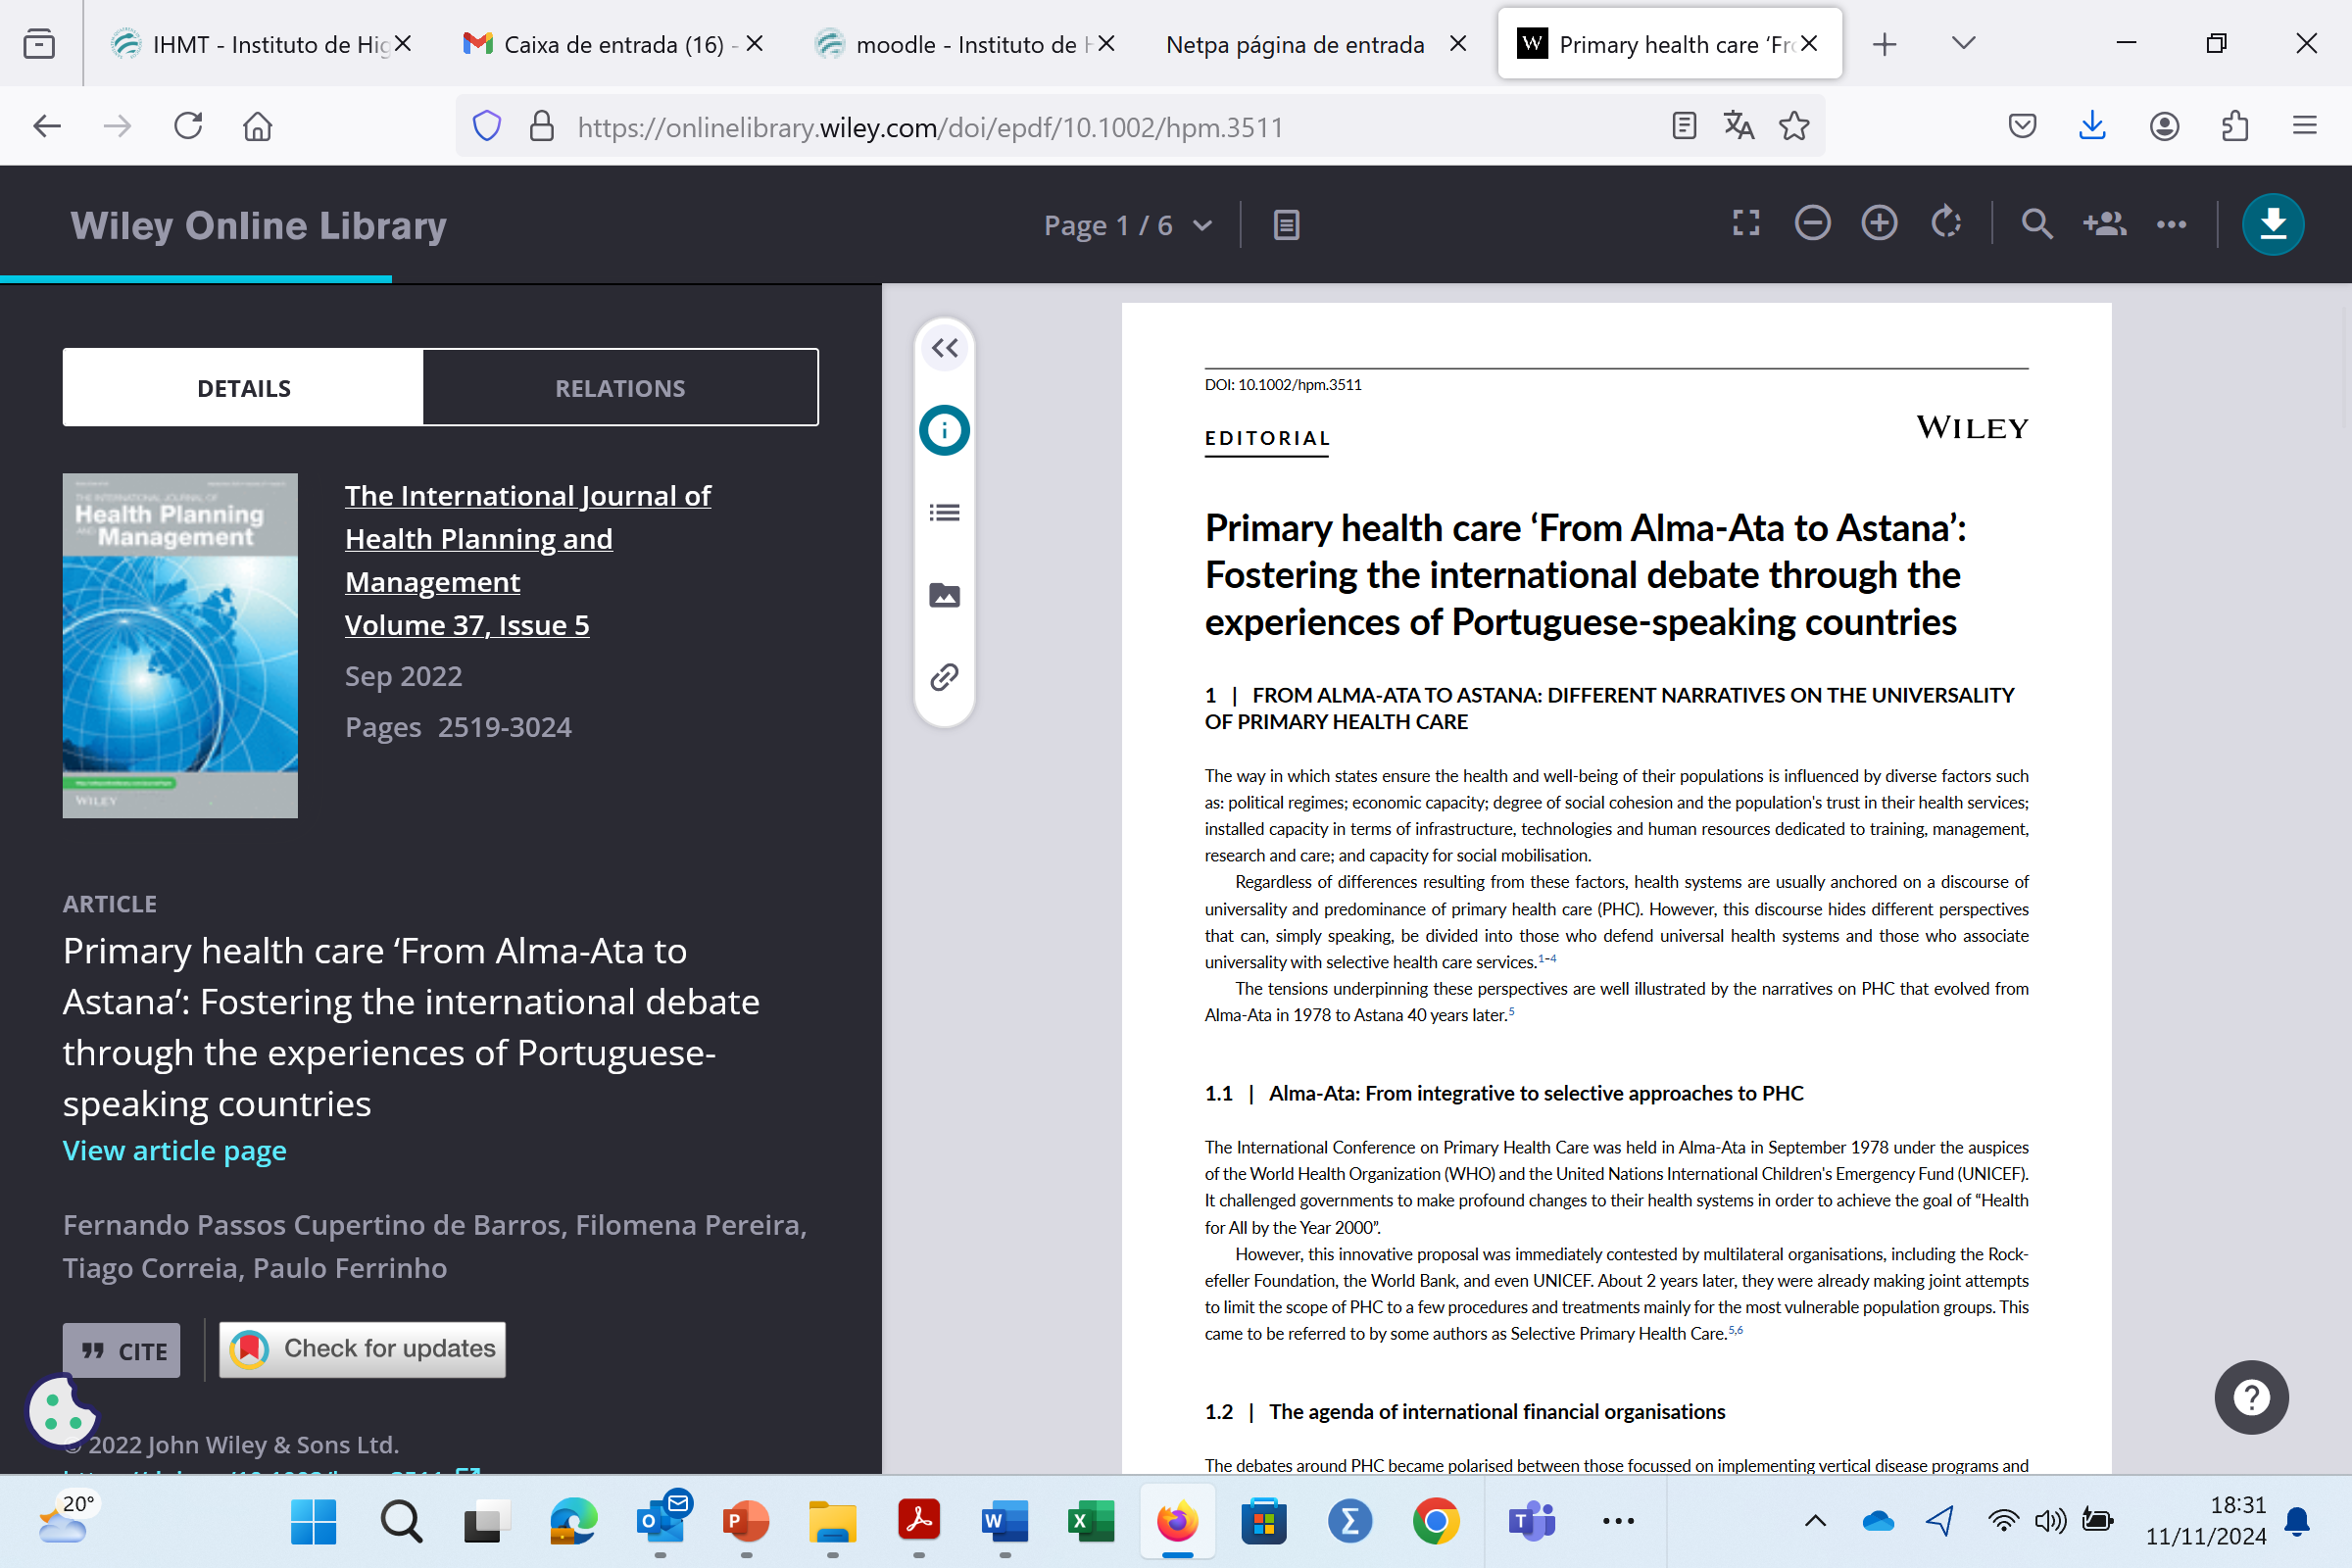 IHMT - Instituto de Hig
Caixa de entrada (16) -
moodle - Instituto de H
Netpa página de entrada
W Primary health care ‘Fr
https://onlinelibrary.wiley.com/doi/epdf/10.1002/hpm.3511
Wiley Online Library
Page 1 / 6
DETAILS
RELATIONS
THE INTERNATIONAL JOURNAL OF
Health Planning
AND Management
WILEY
The International Journal of
Health Planning and
Management
Volume 37, Issue 5
Sep 2022
Pages 2519-3024
ARTICLE
Primary health care ‘From Alma-Ata to
Astana’: Fostering the international debate
through the experiences of Portuguese-
speaking countries
View article page
Fernando Passos Cupertino de Barros, Filomena Pereira,
Tiago Correia, Paulo Ferrinho
CITE
Check for updates
© 2022 John Wiley & Sons Ltd.
DOI: 10.1002/hpm.3511
EDITORIAL
WILEY
Primary health care ‘From Alma-Ata to Astana’:
Fostering the international debate through the
experiences of Portuguese-speaking countries
1 | FROM ALMA-ATA TO ASTANA: DIFFERENT NARRATIVES ON THE UNIVERSALITY
OF PRIMARY HEALTH CARE
The way in which states ensure the health and well-being of their populations is influenced by diverse factors such
as: political regimes; economic capacity; degree of social cohesion and the population's trust in their health services;
installed capacity in terms of infrastructure, technologies and human resources dedicated to training, management,
research and care; and capacity for social mobilisation.
Regardless of differences resulting from these factors, health systems are usually anchored on a discourse of
universality and predominance of primary health care (PHC). However, this discourse hides different perspectives
that can, simply speaking, be divided into those who defend universal health systems and those who associate
universality with selective health care services.1–4
The tensions underpinning these perspectives are well illustrated by the narratives on PHC that evolved from
Alma-Ata in 1978 to Astana 40 years later.5
1.1 | Alma-Ata: From integrative to selective approaches to PHC
The International Conference on Primary Health Care was held in Alma-Ata in September 1978 under the auspices
of the World Health Organization (WHO) and the United Nations International Children's Emergency Fund (UNICEF).
It challenged governments to make profound changes to their health systems in order to achieve the goal of “Health
for All by the Year 2000”.
However, this innovative proposal was immediately contested by multilateral organisations, including the Rock-
efeller Foundation, the World Bank, and even UNICEF. About 2 years later, they were already making joint attempts
to limit the scope of PHC to a few procedures and treatments mainly for the most vulnerable population groups. This
came to be referred to by some authors as Selective Primary Health Care.5,6
1.2 | The agenda of international financial organisations
The debates around PHC became polarised between those focussed on implementing vertical disease programs and
20°
18:31
11/11/2024